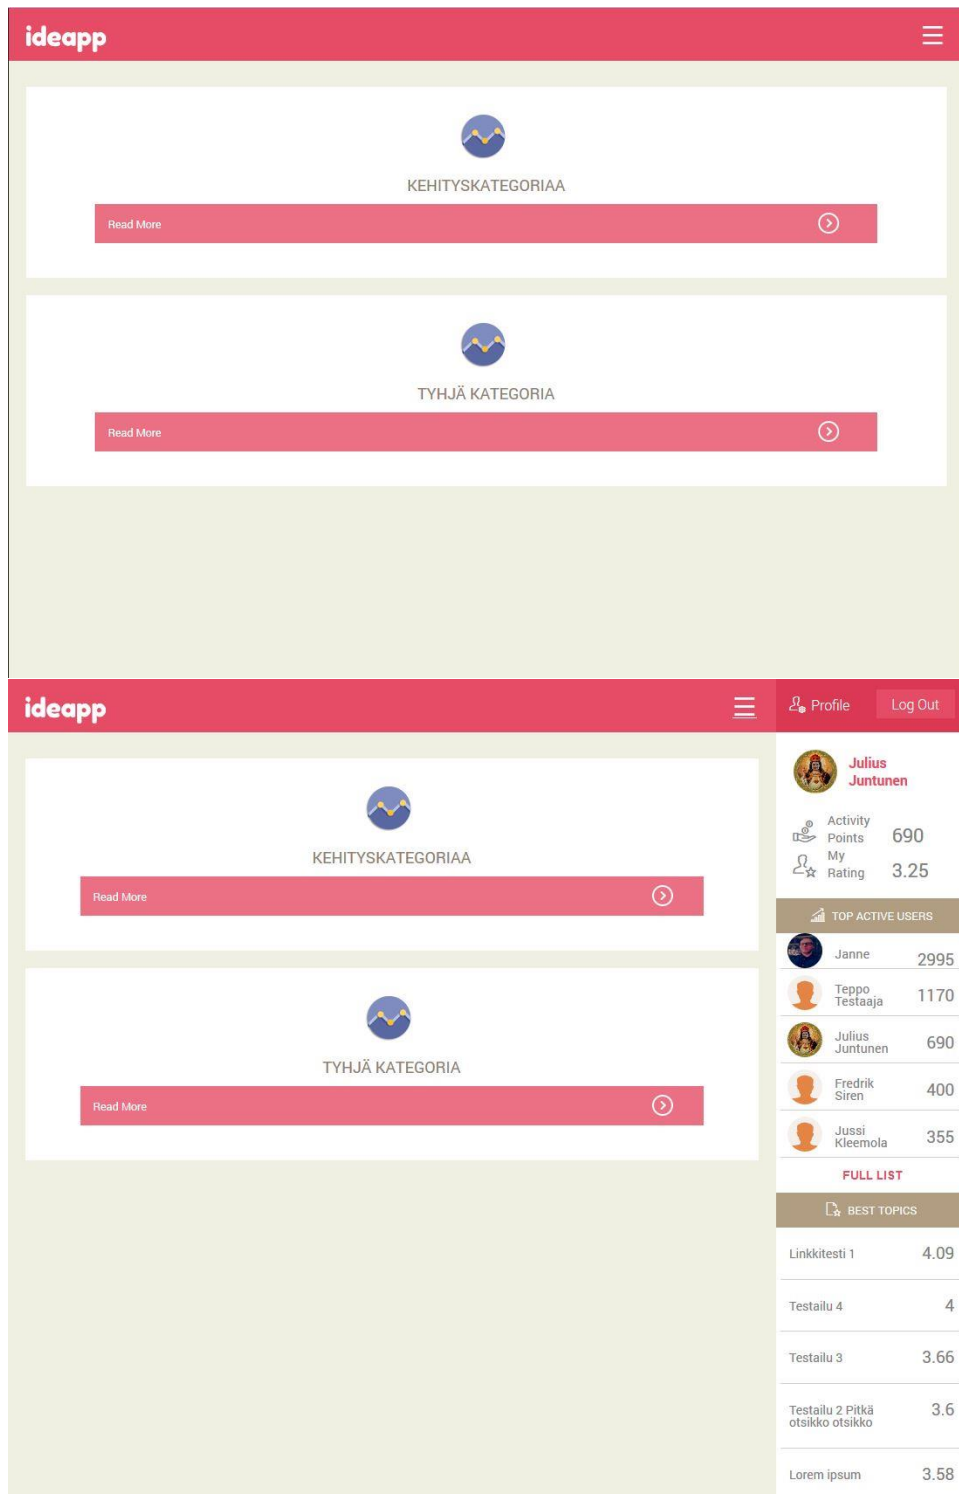 ideapp
KEHITYSKATEGORIAA
Read More
TYHJÄ KATEGORIA
Read More
ideapp
Profile
Log Out
KEHITYSKATEGORIAA
Read More
TYHJÄ KATEGORIA
Read More
Julius
Juntunen
Activity
Points 690
My
Rating 3.25
TOP ACTIVE USERS
Janne 2995
Teppo
Testaaja 1170
Julius
Juntunen 690
Fredrik
Siren 400
Jussi
Kleemola 355
FULL LIST
BEST TOPICS
Linkkitesti 1 4.09
Testailu 4 4
Testailu 3 3.66
Testailu 2 Pitkä 3.6
otsikko otsikko
Lorem ipsum 3.58